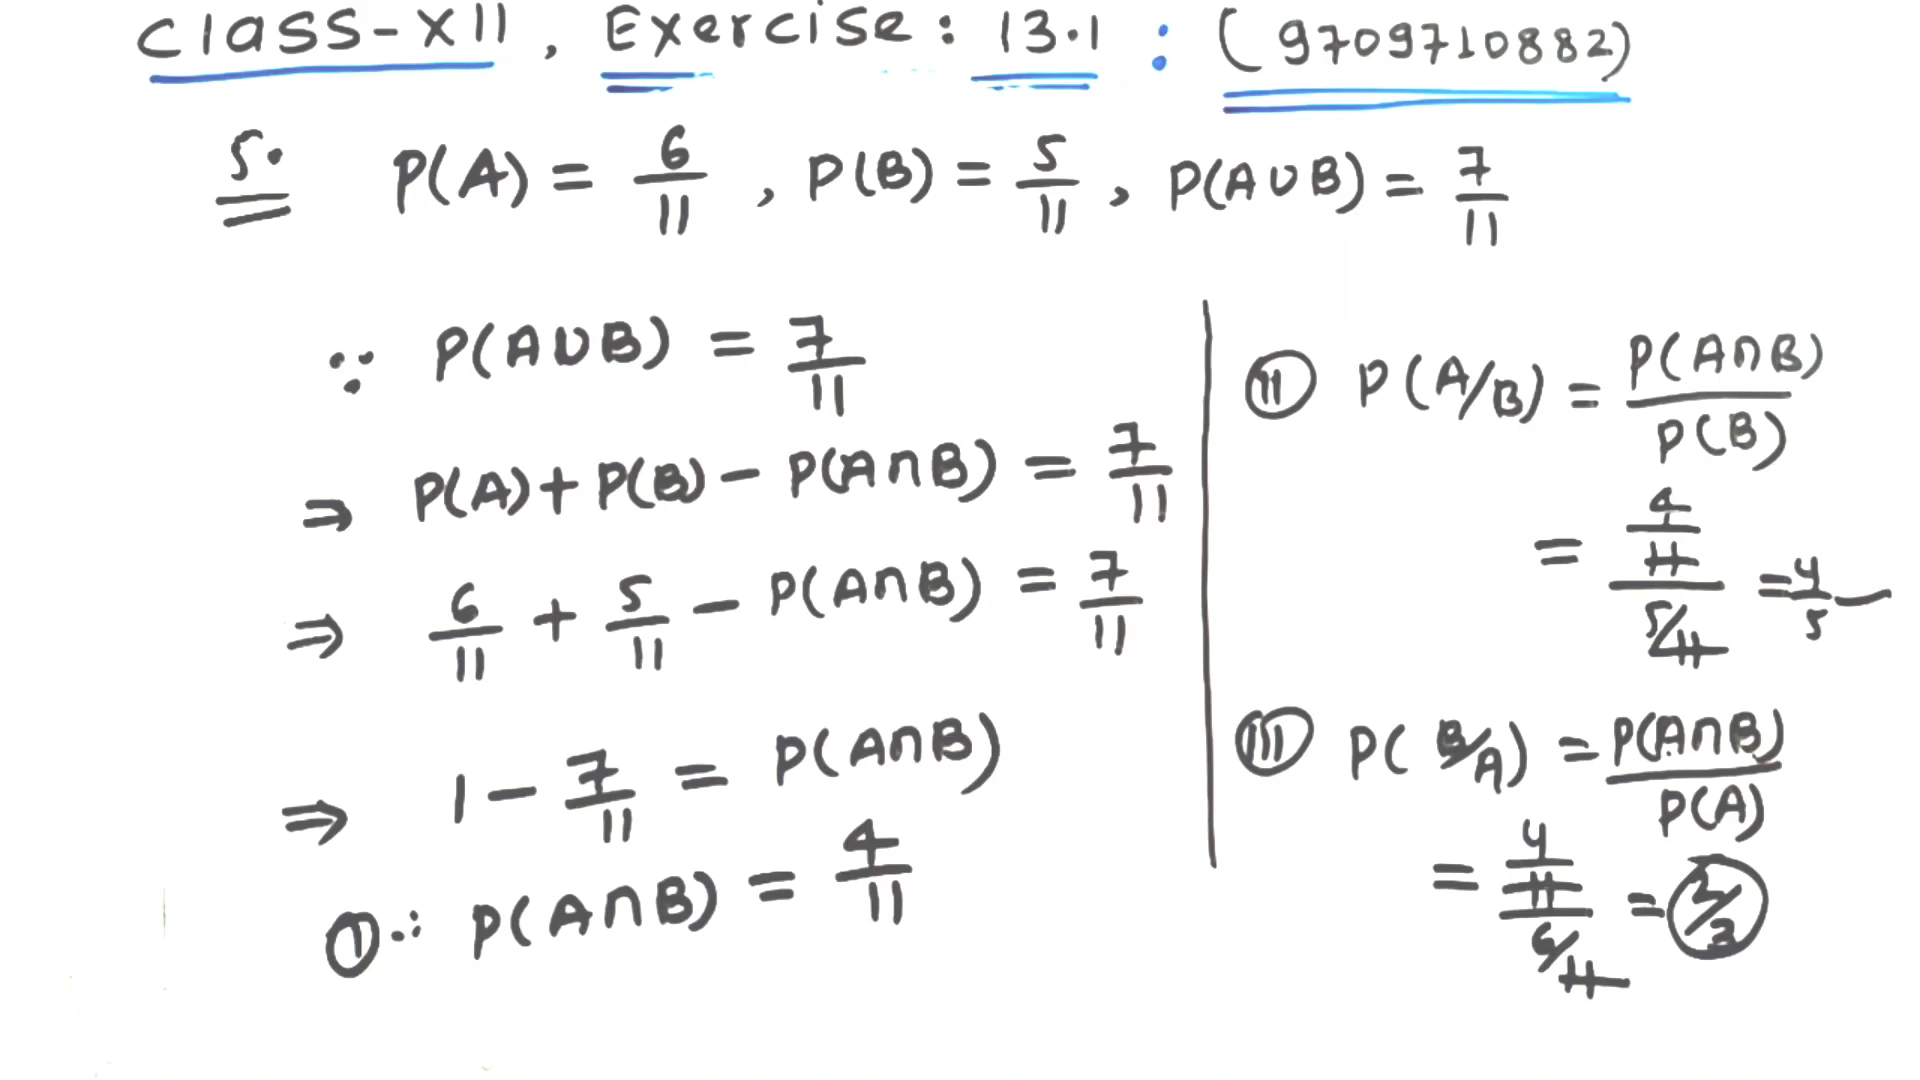 Class-XII, Exercise: 13.1 : (9709710882)
5. P(A) = 6/11, P(B) = 5/11, P(A∪B) = 7/11
∵ P(A∪B) = 7/11
⇒ P(A)+P(B)-P(A∩B) = 7/11
⇒ 6/11 + 5/11 - P(A∩B) = 7/11
⇒ 1 - 7/11 = P(A∩B)
(I) ∴ P(A∩B) = 4/11
(II) P(A/B) = P(A∩B)/P(B)
= (4/11)/(5/11) = 4/5
(III) P(B/A) = P(A∩B)/P(A)
= (4/11)/(6/11) = 2/3